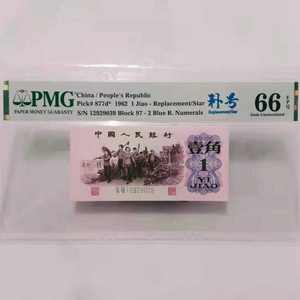 PMG
PAPER MONEY GUARANTY
China / People's Republic
Pick# 877d* 1962 1 Jiao - Replacement/Star
S/N 12929028 Block 97 - 2 Blue R. Numerals
补号
Replacement/Star
66 EPQ
Gem Uncirculated
中国人民银行
壹角
1
YI
JIAO